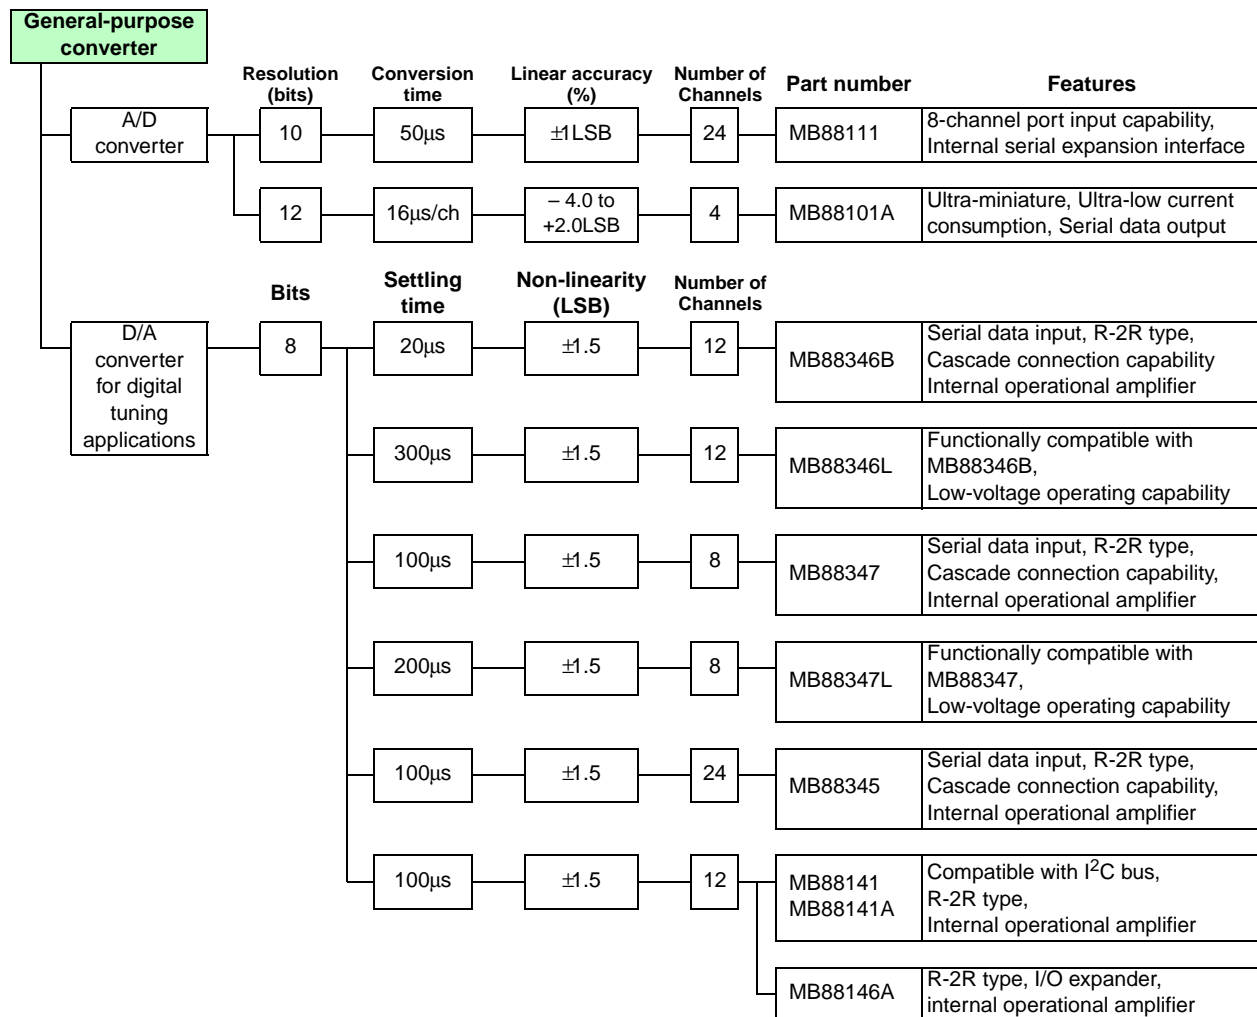 General-purpose
converter
Resolution
(bits)
Conversion
time
Linear accuracy
(%)
Number of
Channels
Part number
Features
A/D
converter
10
50µs
±1LSB
24
MB88111
8-channel port input capability,
Internal serial expansion interface
12
16µs/ch
– 4.0 to
+2.0LSB
4
MB88101A
Ultra-miniature, Ultra-low current
consumption, Serial data output
Bits
Settling
time
Non-linearity
(LSB)
Number of
Channels
D/A
converter
for digital
tuning
applications
8
20µs
±1.5
12
MB88346B
Serial data input, R-2R type,
Cascade connection capability
Internal operational amplifier
300µs
±1.5
12
MB88346L
Functionally compatible with
MB88346B,
Low-voltage operating capability
100µs
±1.5
8
MB88347
Serial data input, R-2R type,
Cascade connection capability,
Internal operational amplifier
200µs
±1.5
8
MB88347L
Functionally compatible with
MB88347,
Low-voltage operating capability
100µs
±1.5
24
MB88345
Serial data input, R-2R type,
Cascade connection capability,
Internal operational amplifier
100µs
±1.5
12
MB88141
MB88141A
Compatible with I²C bus,
R-2R type,
Internal operational amplifier
MB88146A
R-2R type, I/O expander,
internal operational amplifier